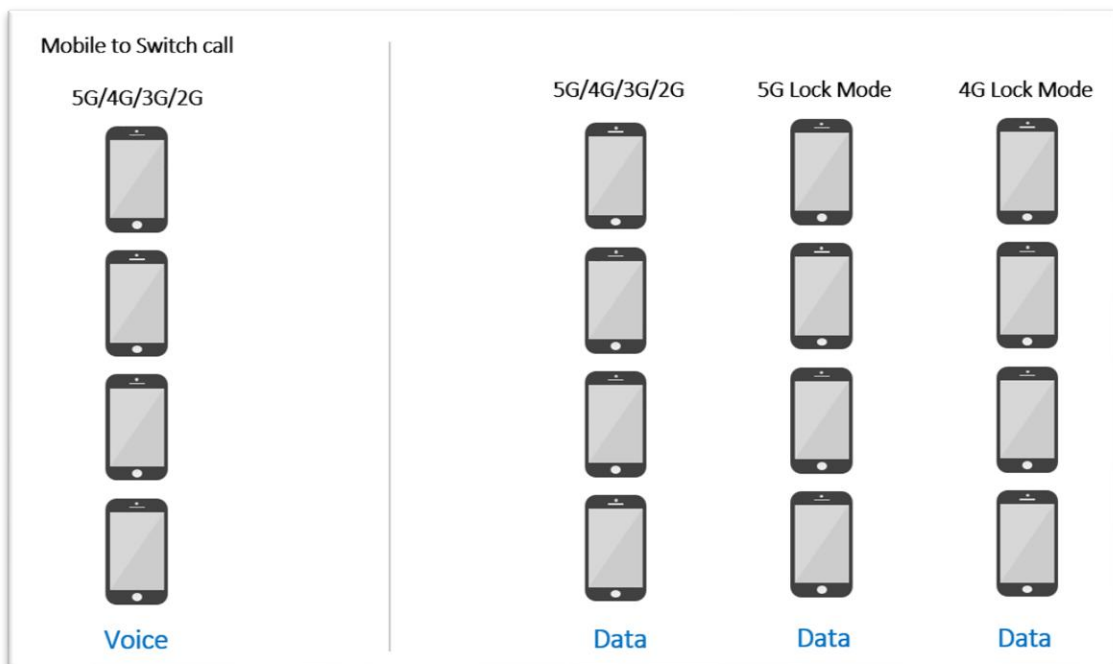 Mobile to Switch call
5G/4G/3G/2G
5G/4G/3G/2G
5G Lock Mode
4G Lock Mode
Voice
Data
Data
Data